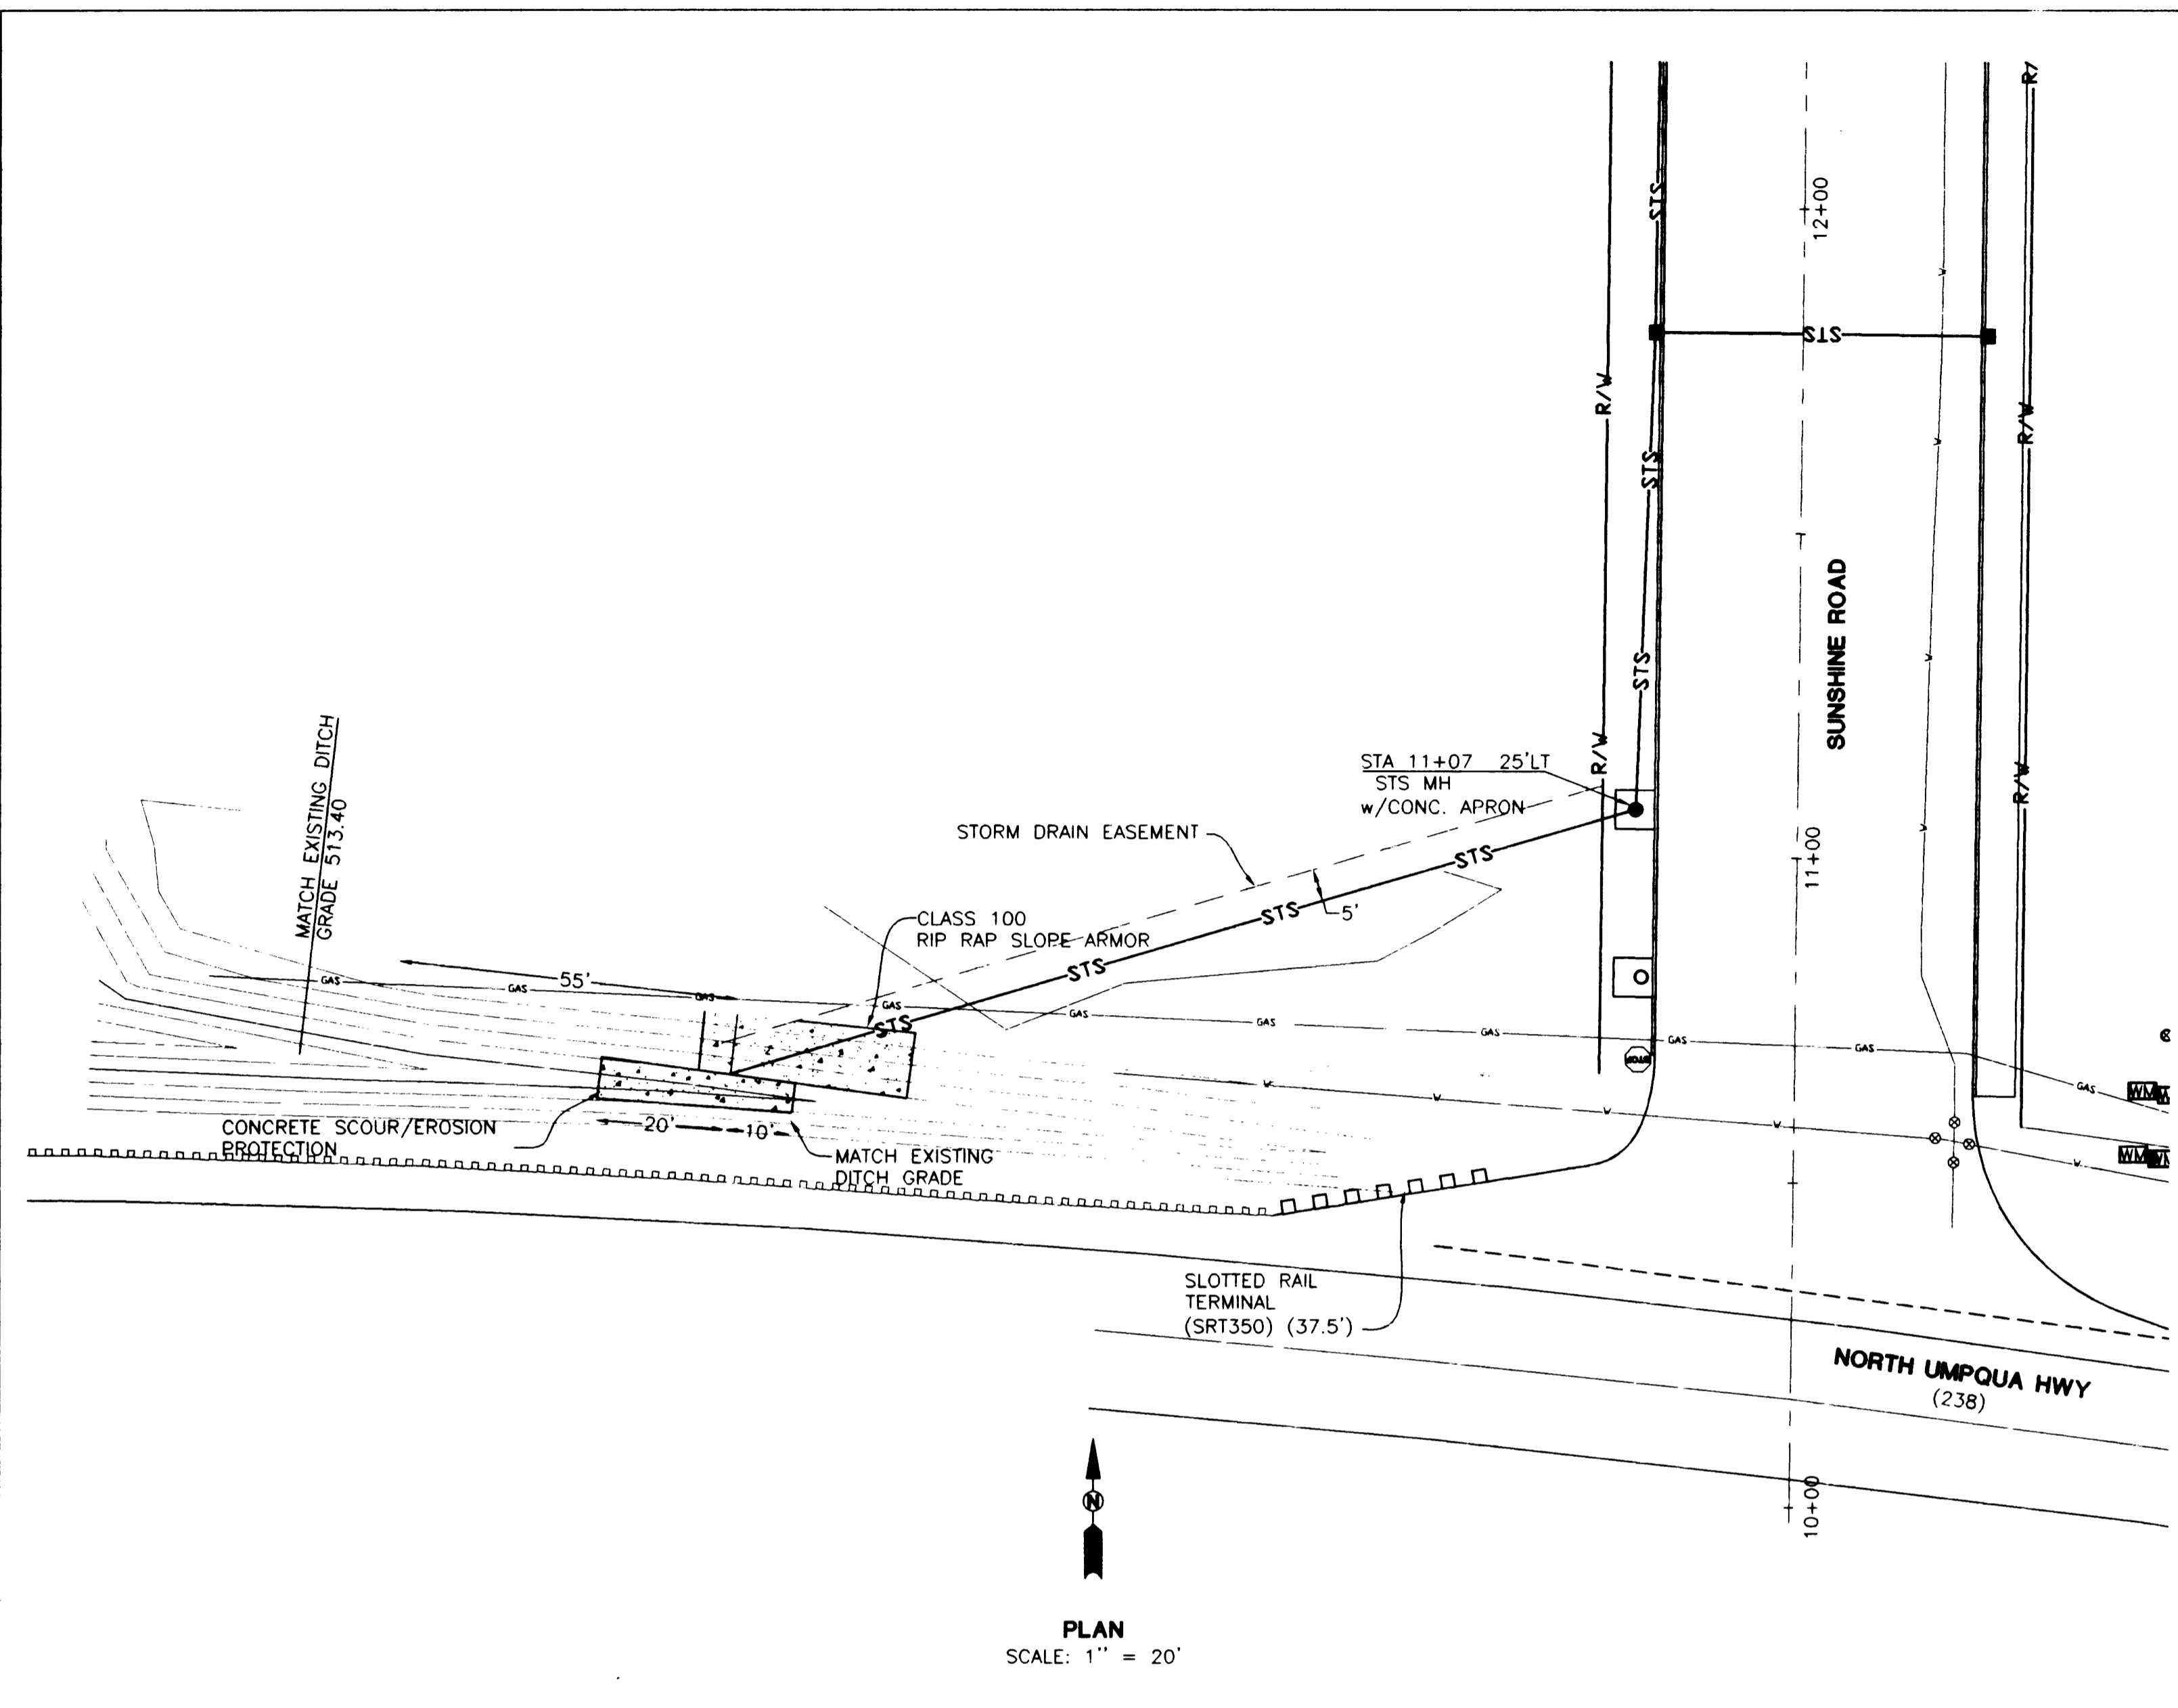 R/
12+00
STS
STS
R/W
R/W
STS
SUNSHINE ROAD
STS
R/W
R/W
STA 11+07 25'LT
STS MH
w/CONC. APRON
11+00
STORM DRAIN EASEMENT
STS
5'
STS
MATCH EXISTING DITCH
GRADE 513.40
CLASS 100
RIP RAP SLOPE ARMOR
STS
55'
GAS
GAS
GAS
GAS
STS
GAS
GAS
GAS
GAS
GAS
GAS
STOP
WM
W
W
W
W
W
W
W
W
W
W
WM
CONCRETE SCOUR/EROSION
PROTECTION
20'
10'
MATCH EXISTING
DITCH GRADE
SLOTTED RAIL
TERMINAL
(SRT350) (37.5')
NORTH UMPQUA HWY
(238)
10+00
N
PLAN
SCALE: 1" = 20'